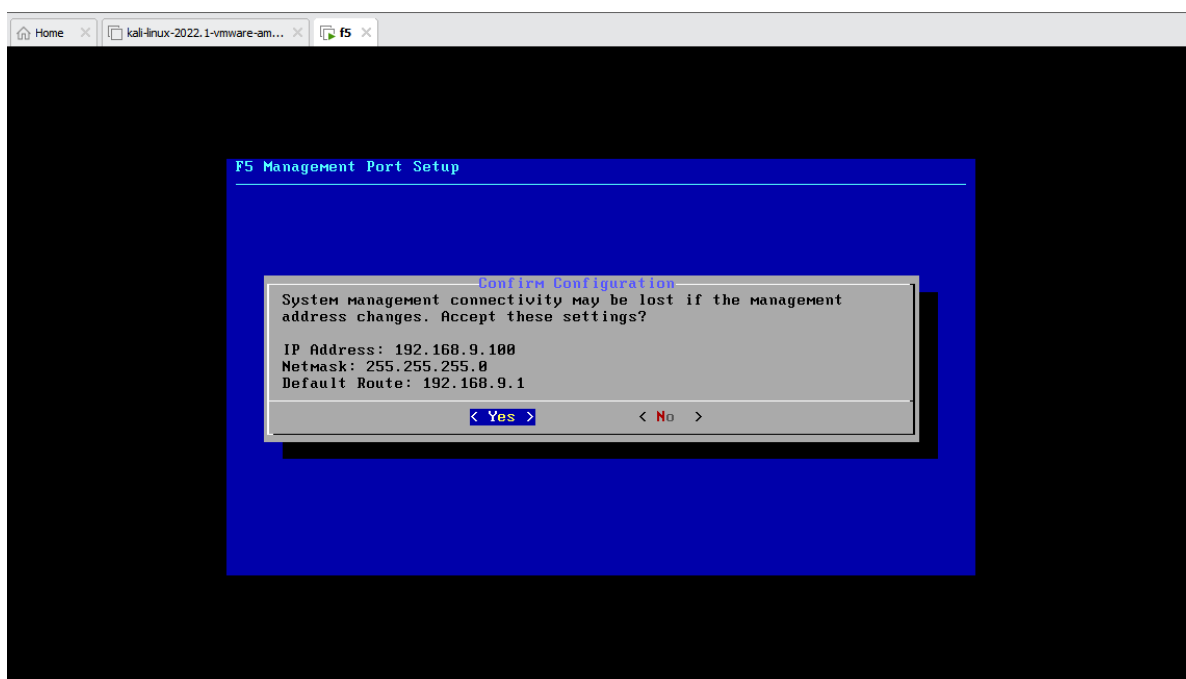 Home
kali-linux-2022.1-vmware-am...
f5
F5 Management Port Setup
Confirm Configuration
System management connectivity may be lost if the management
address changes. Accept these settings?
IP Address: 192.168.9.100
Netmask: 255.255.255.0
Default Route: 192.168.9.1
< Yes > < No >